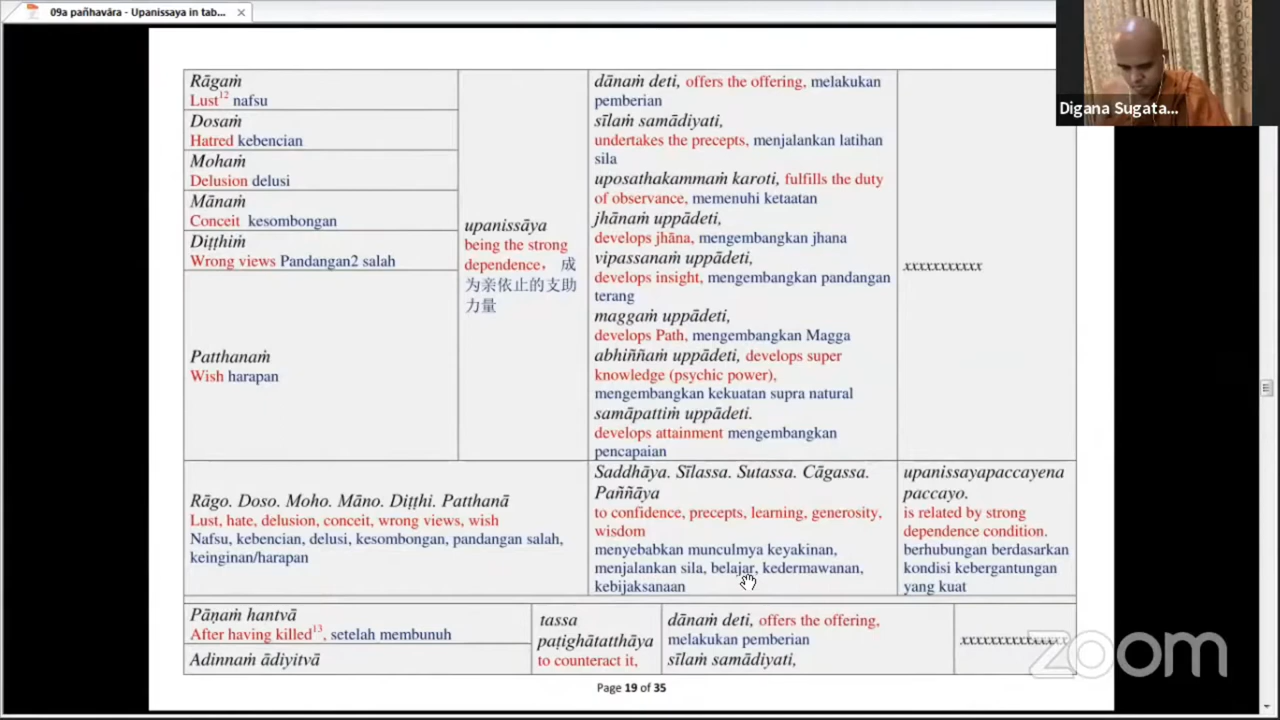 09a pañhavára - Upanissaya in tab...
Digana Sugata...
Rāgaṁ
Lust12 nafsu
Dosaṁ
Hatred kebencian
Mohaṁ
Delusion delusi
Mānaṁ
Conceit kesombongan
Diṭṭhiṁ
Wrong views Pandangan2 salah
Patthanaṁ
Wish harapan
upanissāya
being the strong
dependence， 成
为亲依止的支助
力量
dānaṁ deti, offers the offering, melakukan
pemberian
sīlaṁ samādiyati,
undertakes the precepts, menjalankan latihan
sila
uposathakammaṁ karoti, fulfills the duty
of observance, memenuhi ketaatan
jhānaṁ uppādeti,
develops jhāna, mengembangkan jhana
vipassanaṁ uppādeti,
develops insight, mengembangkan pandangan
terang
maggaṁ uppādeti,
develops Path, mengembangkan Magga
abhiññaṁ uppādeti, develops super
knowledge (psychic power),
mengembangkan kekuatan supra natural
samāpattiṁ uppādeti.
develops attainment mengembangkan
pencapaian
xxxxxxxxxxx
Rāgo. Doso. Moho. Māno. Diṭṭhi. Patthanā
Lust, hate, delusion, conceit, wrong views, wish
Nafsu, kebencian, delusi, kesombongan, pandangan salah,
keinginan/harapan
Saddhāya. Sīlassa. Sutassa. Cāgassa.
Paññāya
to confidence, precepts, learning, generosity,
wisdom
menyebabkan munculmya keyakinan,
menjalankan sila, belajar, kedermawanan,
kebijaksanaan
upanissayapaccayena
paccayo.
is related by strong
dependence condition.
berhubungan berdasarkan
kondisi kebergantungan
yang kuat
Pāṇaṁ hantvā
After having killed13, setelah membunuh
Adinnaṁ ādiyitvā
tassa
paṭighātatthāya
to counteract it,
dānaṁ deti, offers the offering,
melakukan pemberian
sīlaṁ samādiyati,
zoom
Page 19 of 35